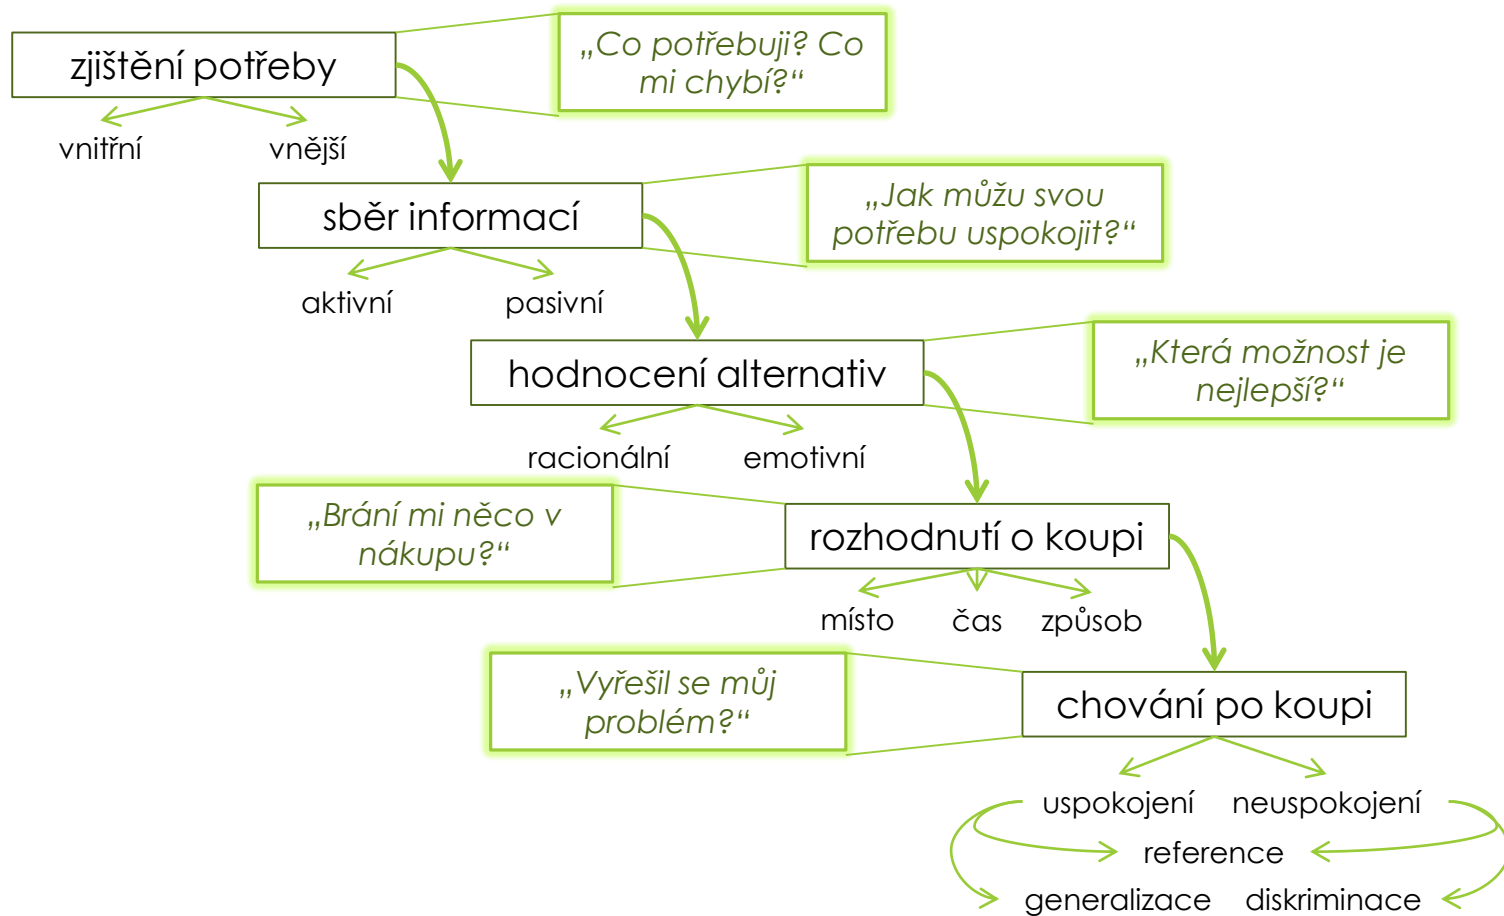 zjištění potřeby
„Co potřebuji? Co
mi chybí?“
vnitřní
vnější
sběr informací
„Jak můžu svou
potřebu uspokojit?“
aktivní
pasivní
hodnocení alternativ
„Která možnost je
nejlepší?“
racionální
emotivní
„Brání mi něco v
nákupu?“
rozhodnutí o koupi
místo
čas
způsob
„Vyřešil se můj
problém?“
chování po koupi
uspokojení
neuspokojení
reference
generalizace
diskriminace